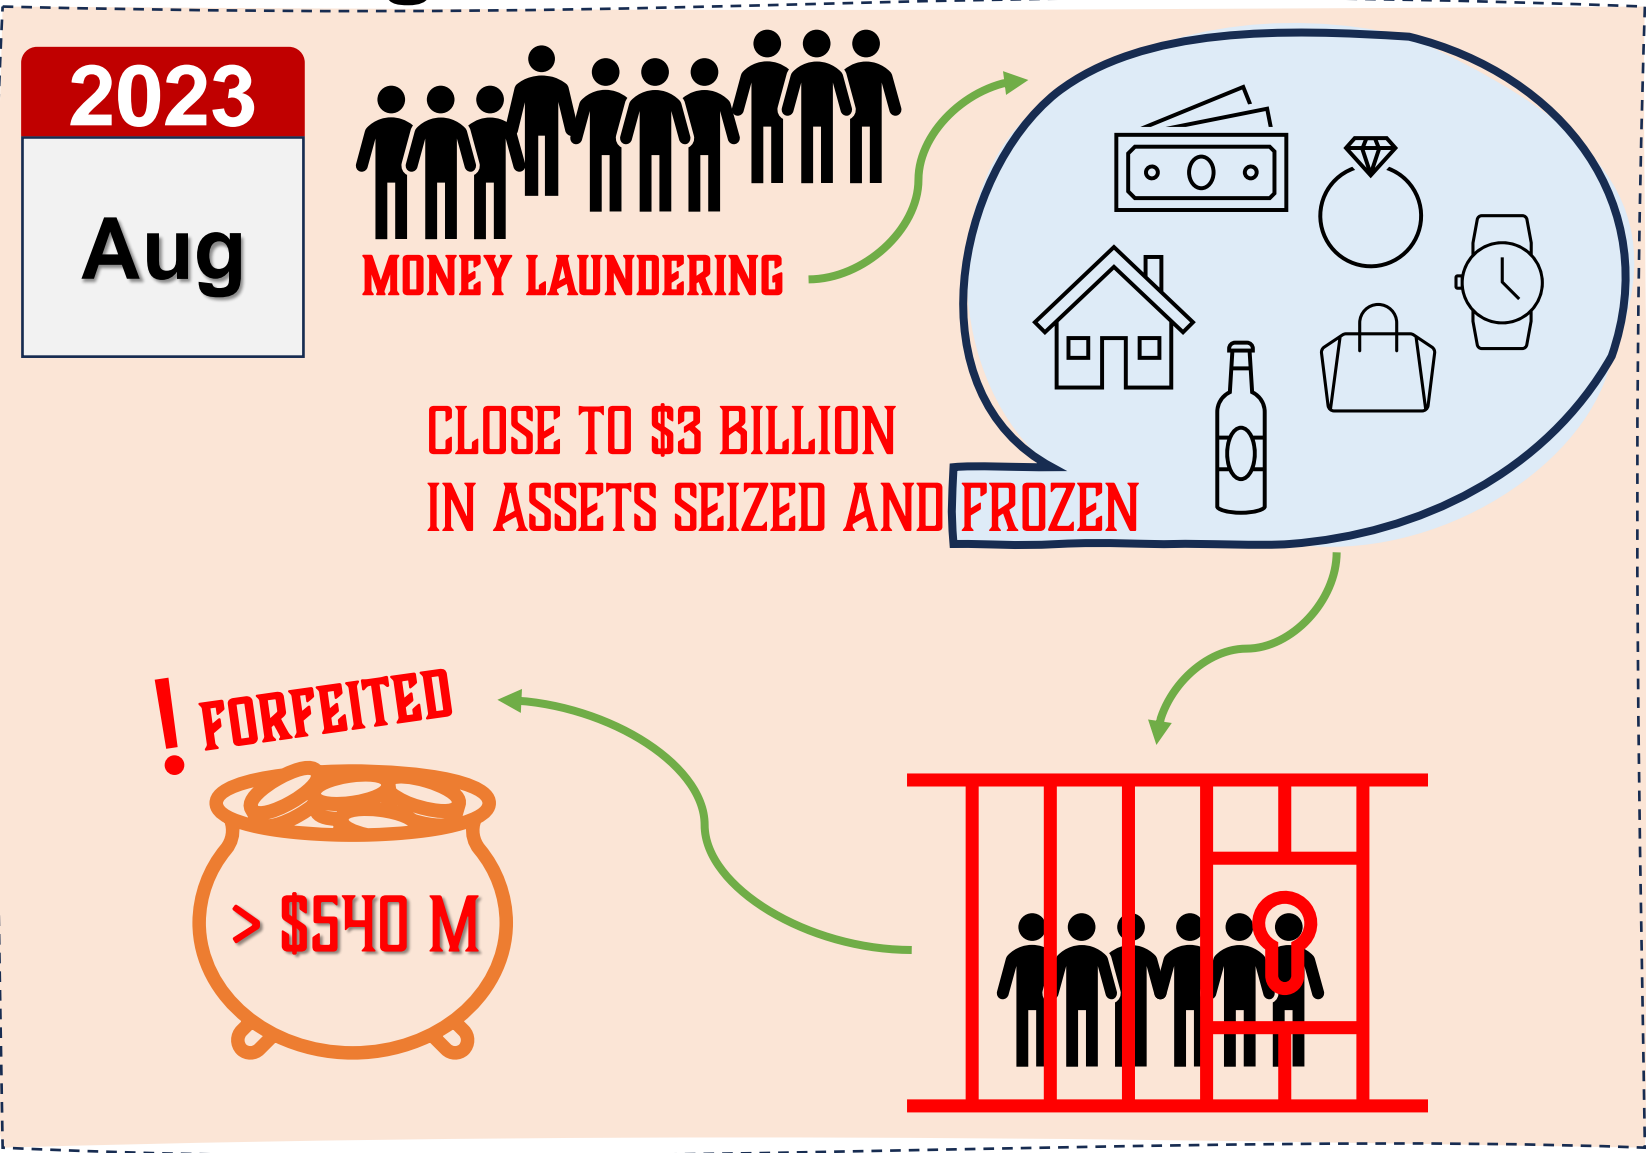 2023
Aug
MONEY LAUNDERING
CLOSE TO $3 BILLION
IN ASSETS SEIZED AND FROZEN
! FORFEITED
> $540 M